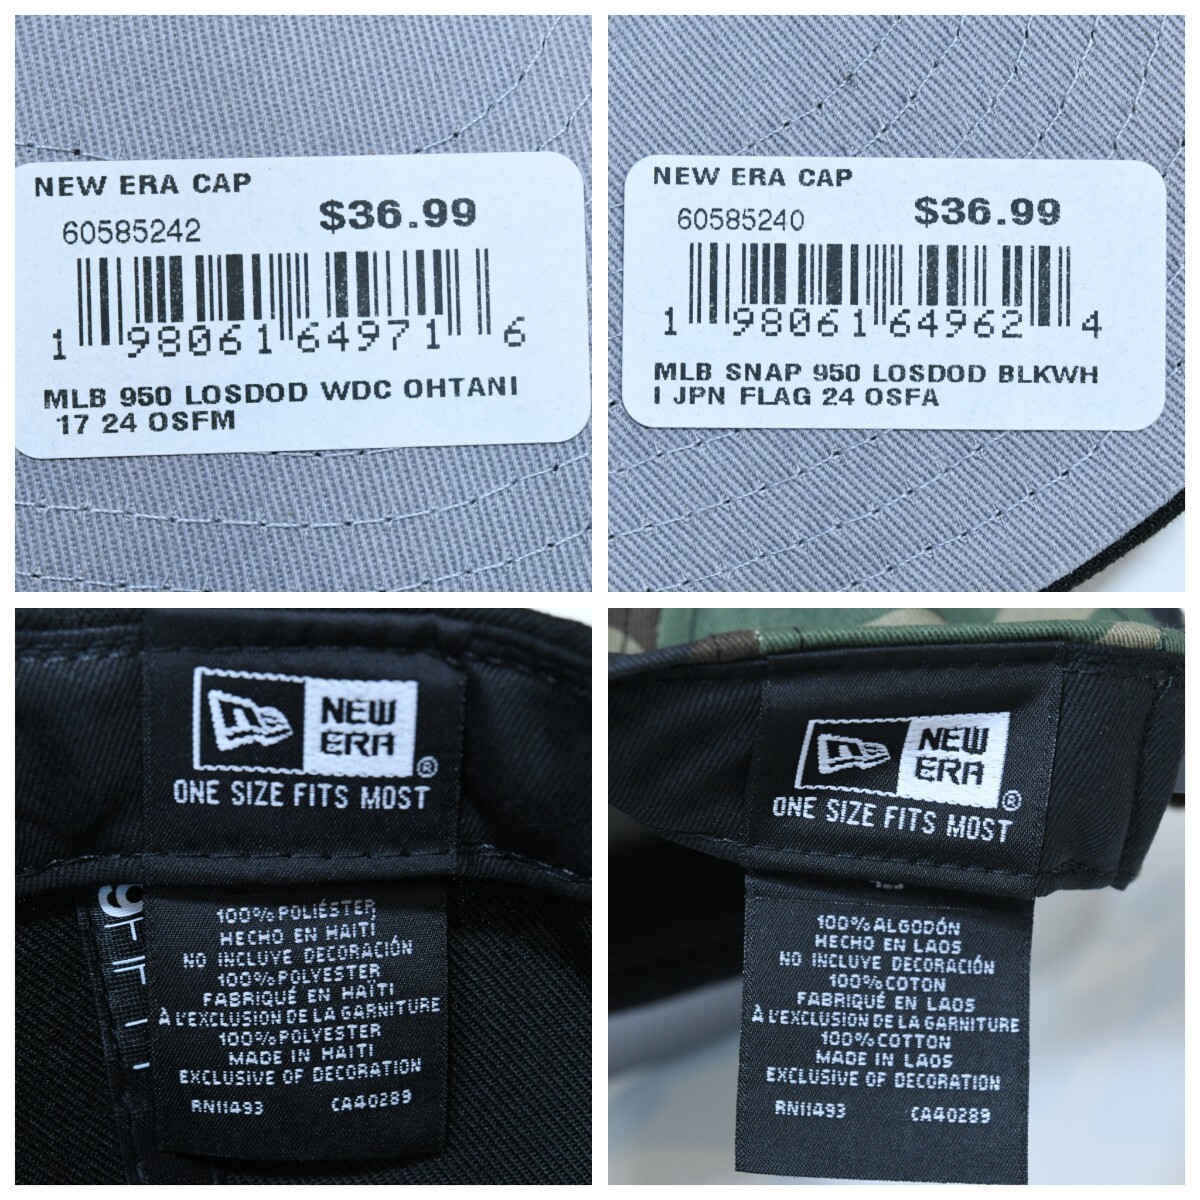 NEW ERA CAP
60585242 $36.99
1 98061 64971 6
MLB 950 LOSDOD WDC OHTANI
17 24 OSFM
NEW ERA CAP
60585240 $36.99
1 98061 64962 4
MLB SNAP 950 LOSDOD BLKWH
I JPN FLAG 24 OSFA
NEW
ERA®
ONE SIZE FITS MOST
100% POLIÉSTER
HECHO EN HAITI
NO INCLUYE DECORACIÓN
100% POLYESTER
FABRIQUÉ EN HAÏTI
À L'EXCLUSION DE LA GARNITURE
100% POLYESTER
MADE IN HAITI
EXCLUSIVE OF DECORATION
RN11493 CA40289
NEW
ERA®
ONE SIZE FITS MOST
100% ALGODÓN
HECHO EN LAOS
NO INCLUYE DECORACIÓN
100% COTON
FABRIQUÉ EN LAOS
À L'EXCLUSION DE LA GARNITURE
100% COTTON
MADE IN LAOS
EXCLUSIVE OF DECORATION
RN11493 CA40289